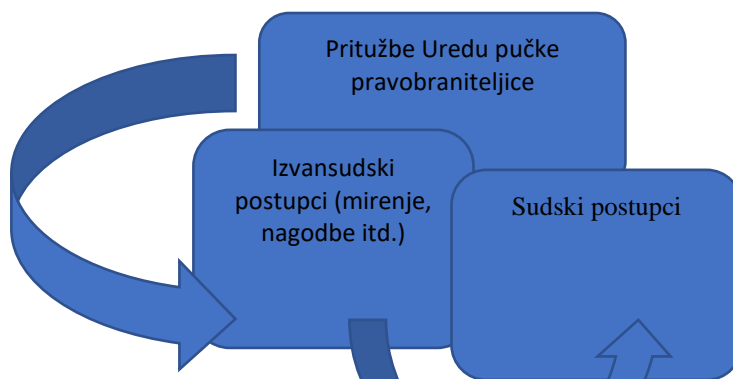 Pritužbe Uredu pučke
pravobraniteljice
Izvansudski
postupci (mirenje,
nagodbe itd.)
Sudski postupci